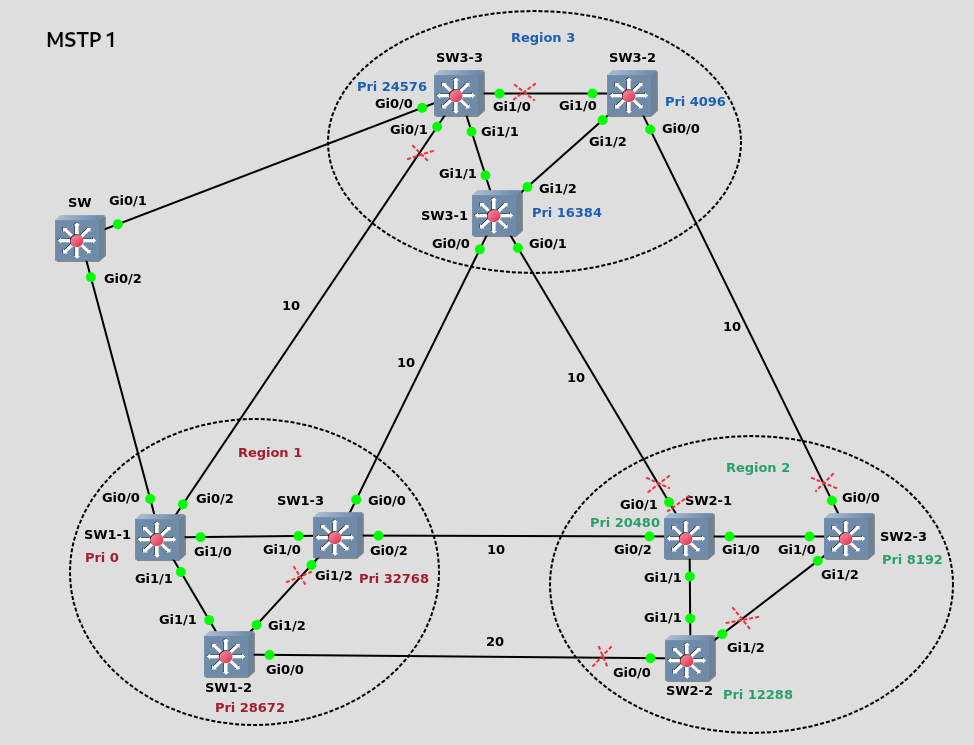 MSTP 1
Region 3
SW3-3
SW3-2
Pri 24576
Gi0/0
Gi1/0
Gi1/0
Pri 4096
Gi0/1
Gi1/1
Gi1/2
Gi0/0
Gi1/1
Gi1/2
SW
Gi0/1
SW3-1
Pri 16384
Gi0/0
Gi0/1
Gi0/2
10
10
10
10
Region 1
Region 2
Gi0/0
Gi0/2
SW1-3
Gi0/0
Gi0/1
SW2-1
Gi0/0
SW1-1
Pri 20480
SW2-3
Pri 0
Gi1/0
Gi1/0
Gi0/2
10
Gi0/2
Gi1/0
Gi1/0
Pri 8192
Gi1/1
Gi1/2
Pri 32768
Gi1/1
Gi1/2
Gi1/1
Gi1/2
Gi1/1
20
Gi1/2
Gi0/0
Gi0/0
SW1-2
SW2-2
Pri 28672
Pri 12288